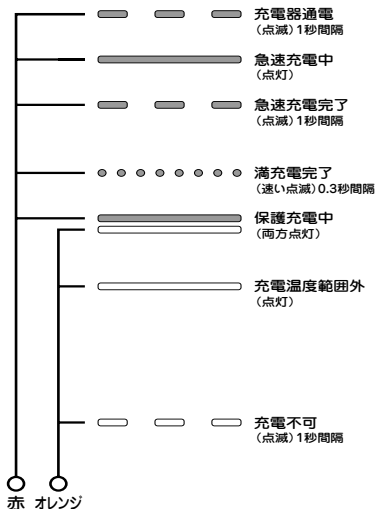 充電器通電
(点滅)1秒間隔
急速充電中
(点灯)
急速充電完了
(点滅)1秒間隔
満充電完了
(速い点滅)0.3秒間隔
保護充電中
(両方点灯)
充電温度範囲外
(点灯)
充電不可
(点滅)1秒間隔
赤 オレンジ